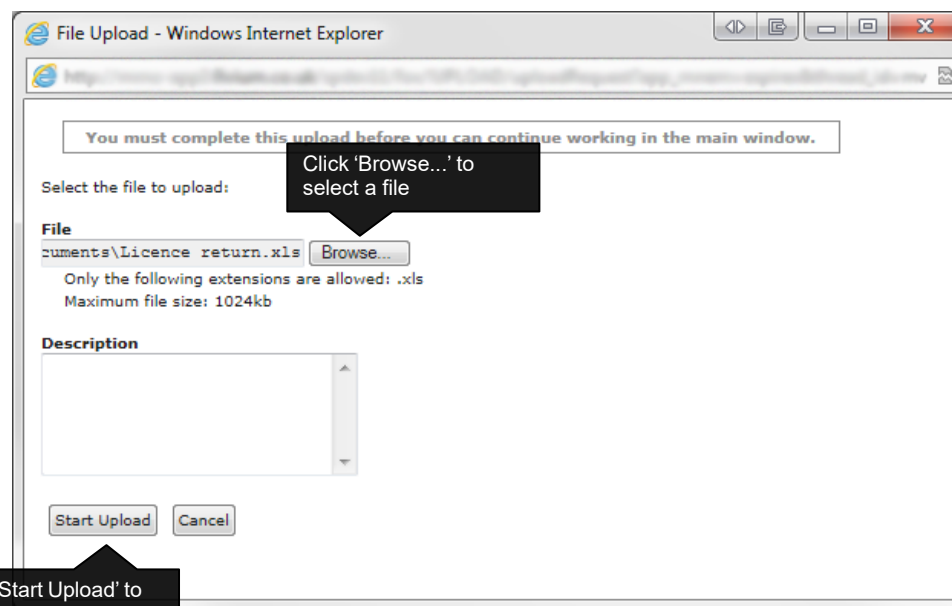 File Upload - Windows Internet Explorer
You must complete this upload before you can continue working in the main window.
Click ‘Browse...’ to
select a file
Select the file to upload:
File
cuments\Licence return.xls Browse...
Only the following extensions are allowed: .xls
Maximum file size: 1024kb
Description
Start Upload Cancel
Start Upload’ to